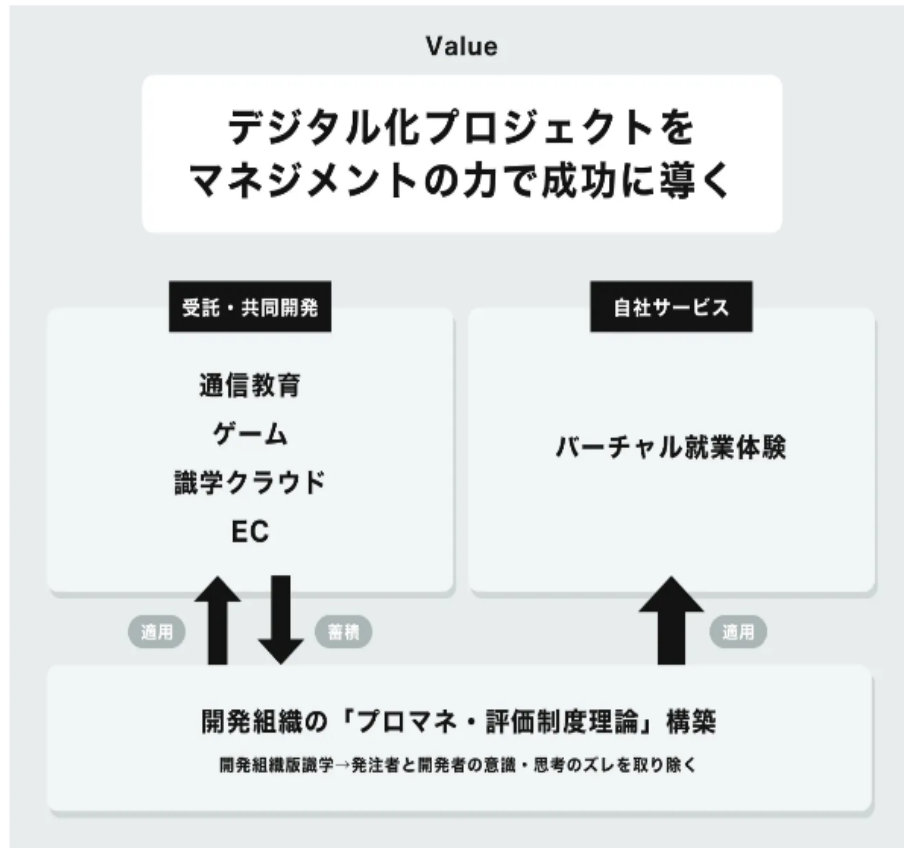 Value
デジタル化プロジェクトを
マネジメントの力で成功に導く
受託・共同開発
通信教育
ゲーム
識学クラウド
EC
自社サービス
バーチャル就業体験
適用
蓄積
適用
開発組織の「プロマネ・評価制度理論」構築
開発組織版識学→発注者と開発者の意識・思考のズレを取り除く